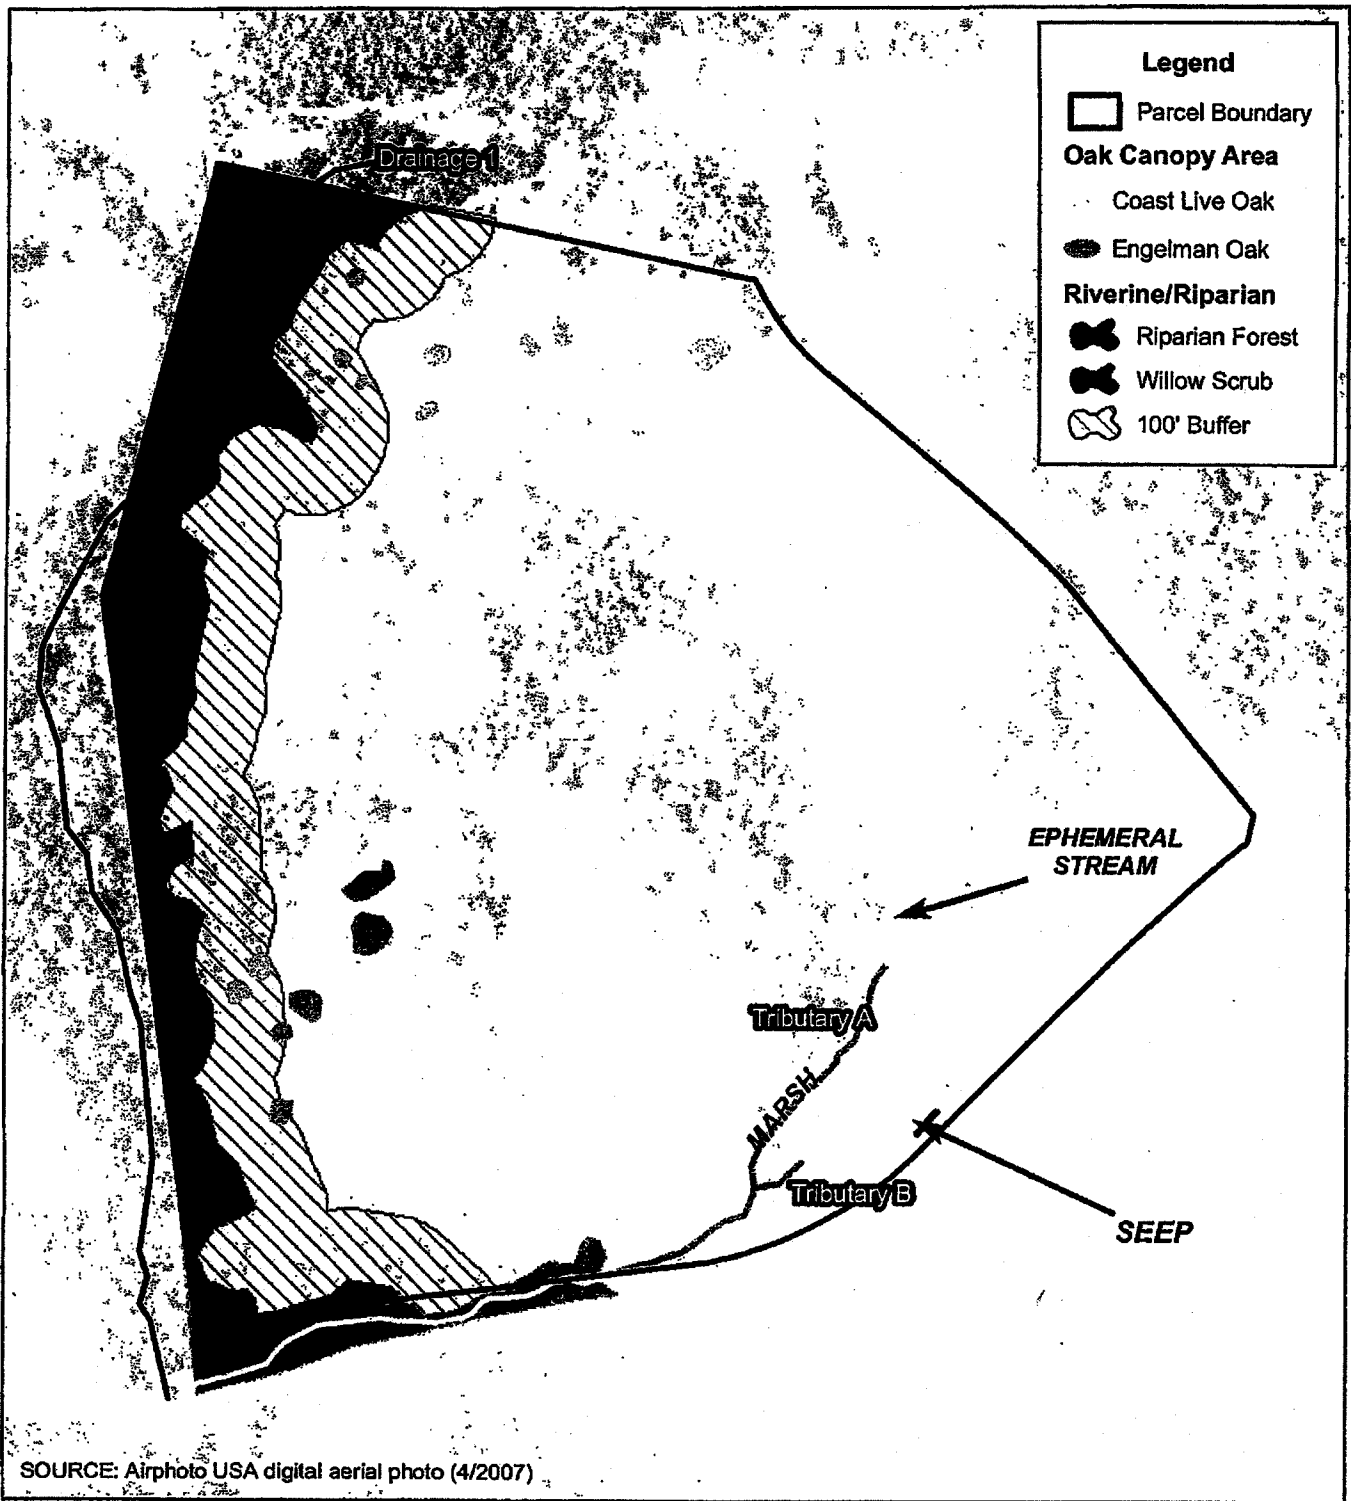 Legend
Parcel Boundary
Oak Canopy Area
Coast Live Oak
Engelman Oak
Riverine/Riparian
Riparian Forest
Willow Scrub
100' Buffer
Drainage 1
EPHEMERAL
STREAM
Tributary A
MARSH
Tributary B
SEEP
SOURCE: Airphoto USA digital aerial photo (4/2007)